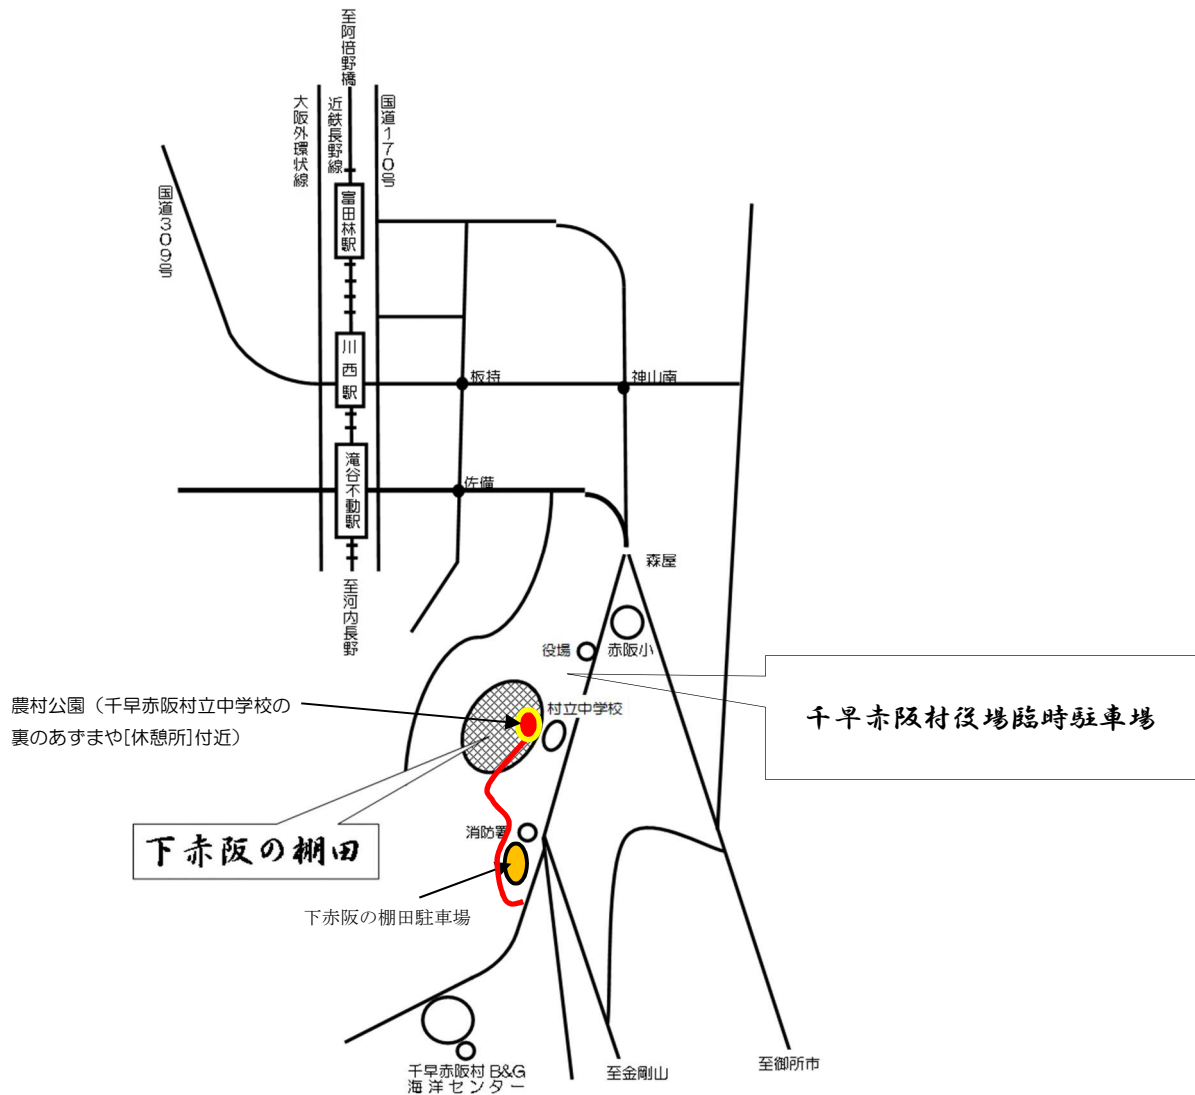 至阿倍野橋
大阪外環状線
近鉄長野線
国道170号
国道309号
富田林駅
川西駅
板持
神山南
滝谷不動駅
佐備
森屋
至河内長野
役場
赤阪小
農村公園（千早赤阪村立中学校の
裏のあずまや[休憩所]付近）
村立中学校
千早赤阪村役場臨時駐車場
消防署
下赤阪の棚田
下赤阪の棚田駐車場
千早赤阪村B&G
海洋センター
至金剛山
至御所市